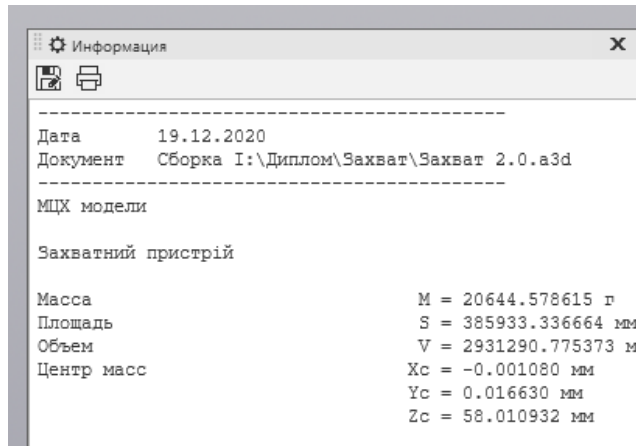 Информация
-------------------------------------------
Дата       19.12.2020
Документ   Сборка I:\Диплом\Захват\Захват 2.0.a3d
-------------------------------------------
МЦХ модели
Захватний пристрій
Масса M = 20644.578615 г
Площадь S = 385933.336664 мм
Объем V = 2931290.775373 м
Центр масс Xc = -0.001080 мм
Yc = 0.016630 мм
Zc = 58.010932 мм